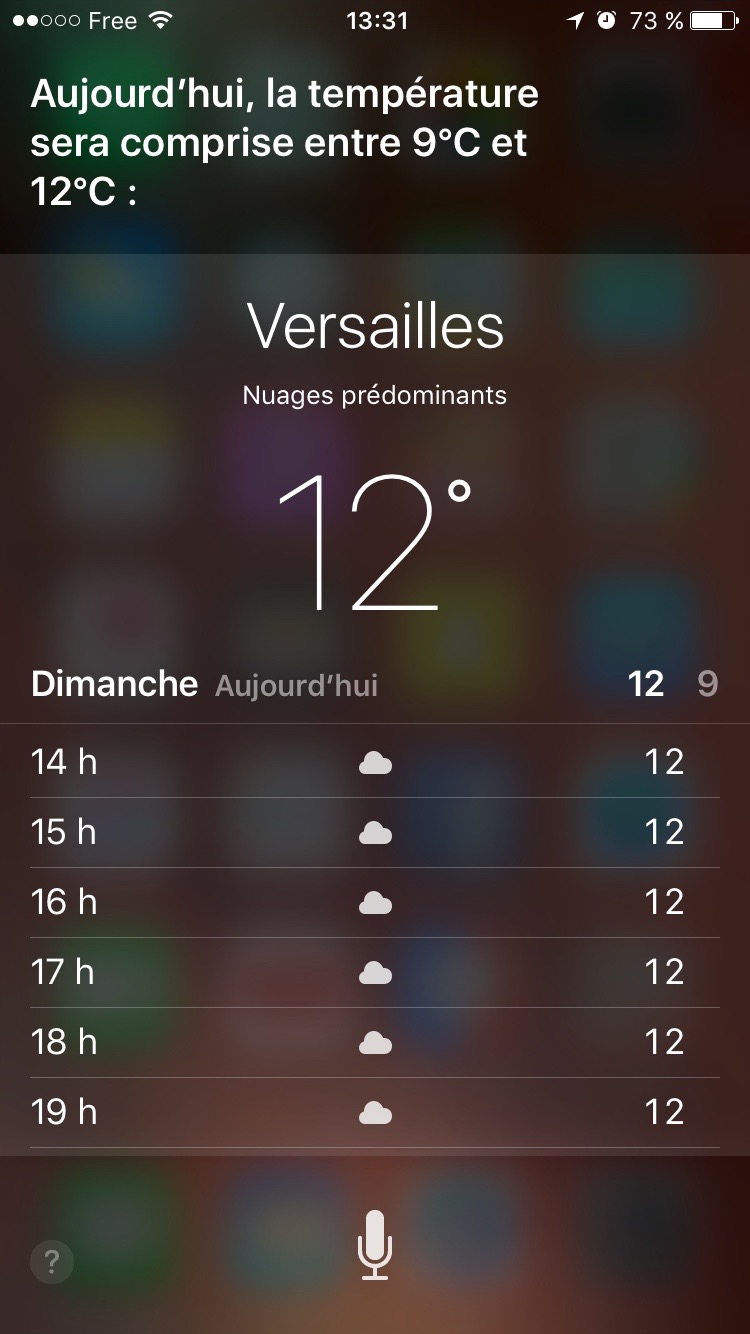 Free 13:31 73 %
Aujourd’hui, la température
sera comprise entre 9°C et
12°C :
Versailles
Nuages prédominants
12°
Dimanche Aujourd’hui 12 9
14 h 12
15 h 12
16 h 12
17 h 12
18 h 12
19 h 12
?